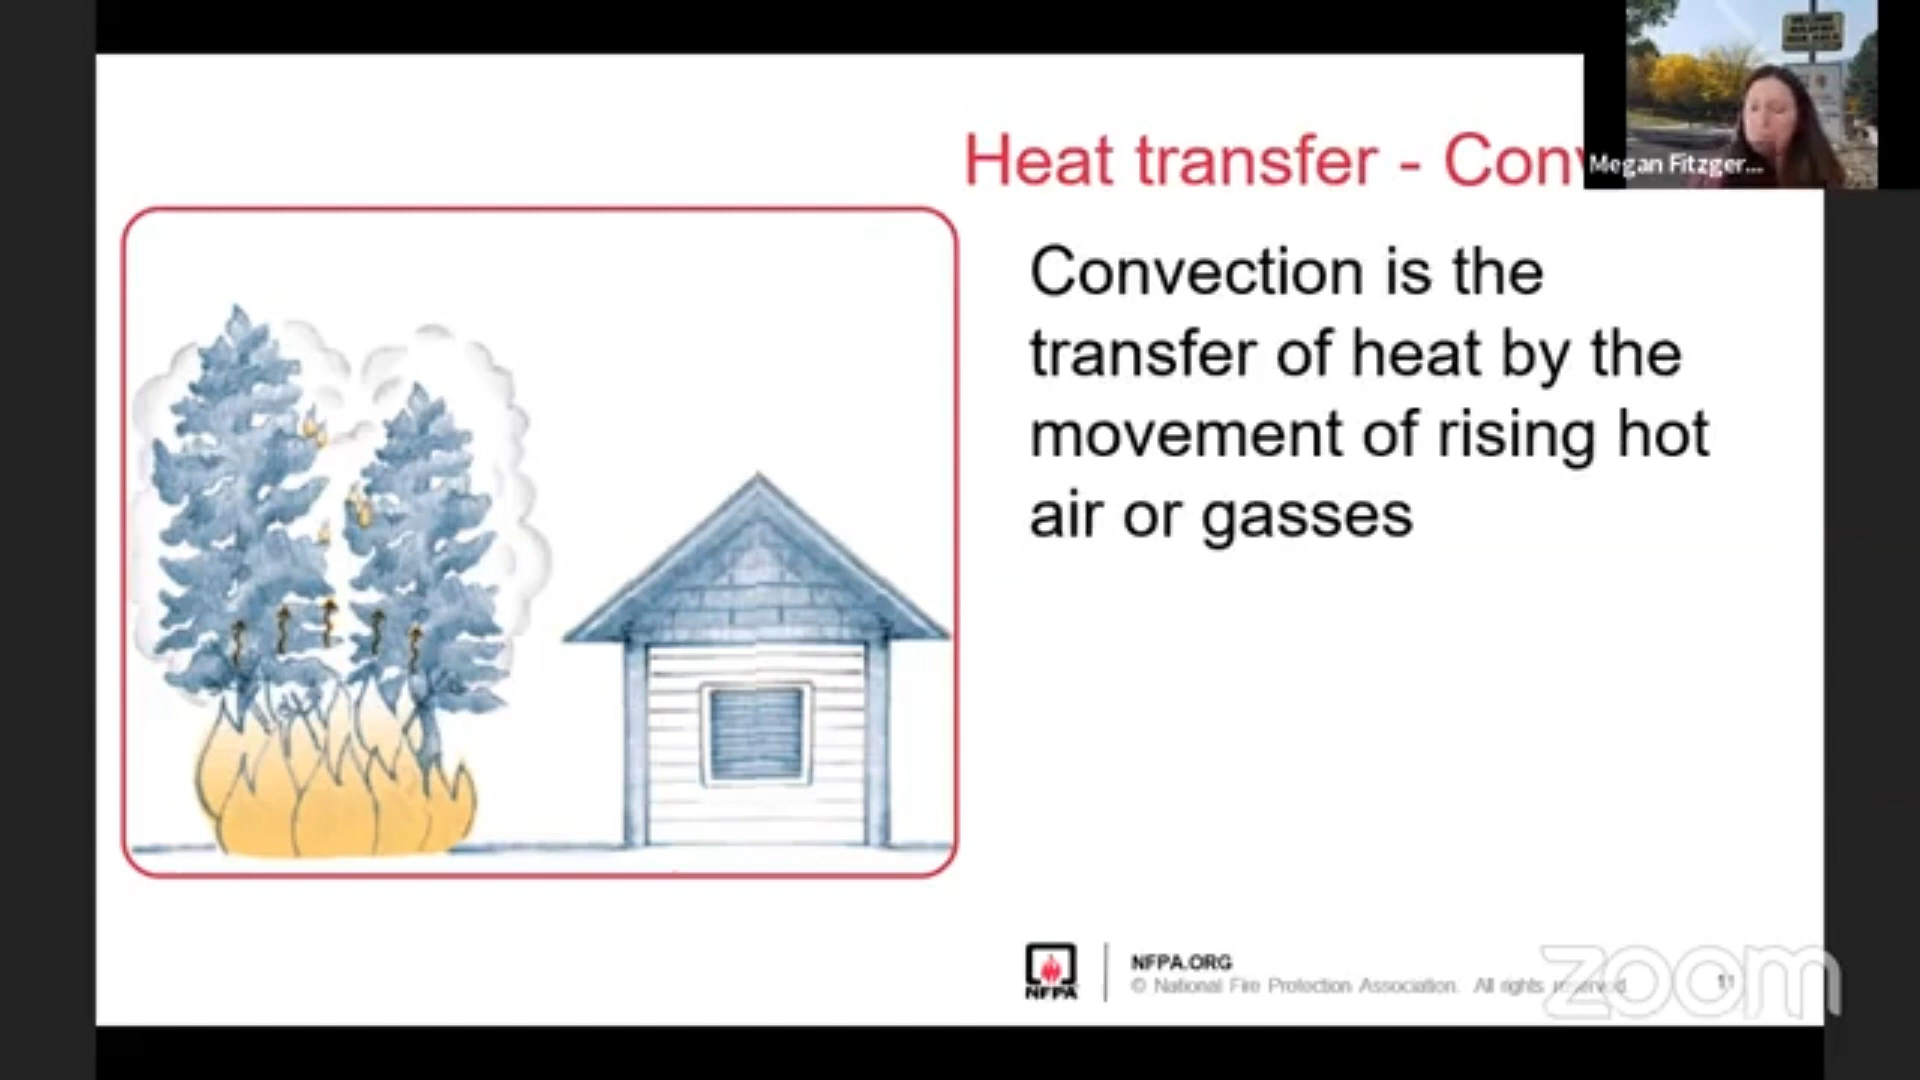 Heat transfer - Conv
Megan Fitzger...
Convection is the
transfer of heat by the
movement of rising hot
air or gasses
NFPA
NFPA.ORG
© National Fire Protection Association. All rights reserved
11
zoom